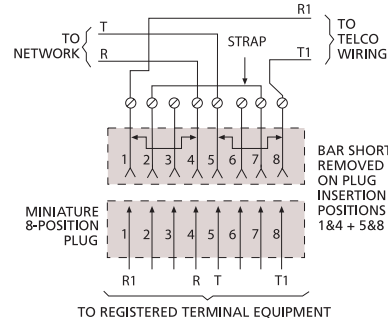 R1
TO
NETWORK
T
R
STRAP
T1
TO
TELCO
WIRING
1 2 3 4 5 6 7 8
BAR SHORT
REMOVED
ON PLUG
INSERTION
POSITIONS
1&4 + 5&8
MINIATURE
8-POSITION
PLUG
1 2 3 4 5 6 7 8
R1 R T T1
TO REGISTERED TERMINAL EQUIPMENT